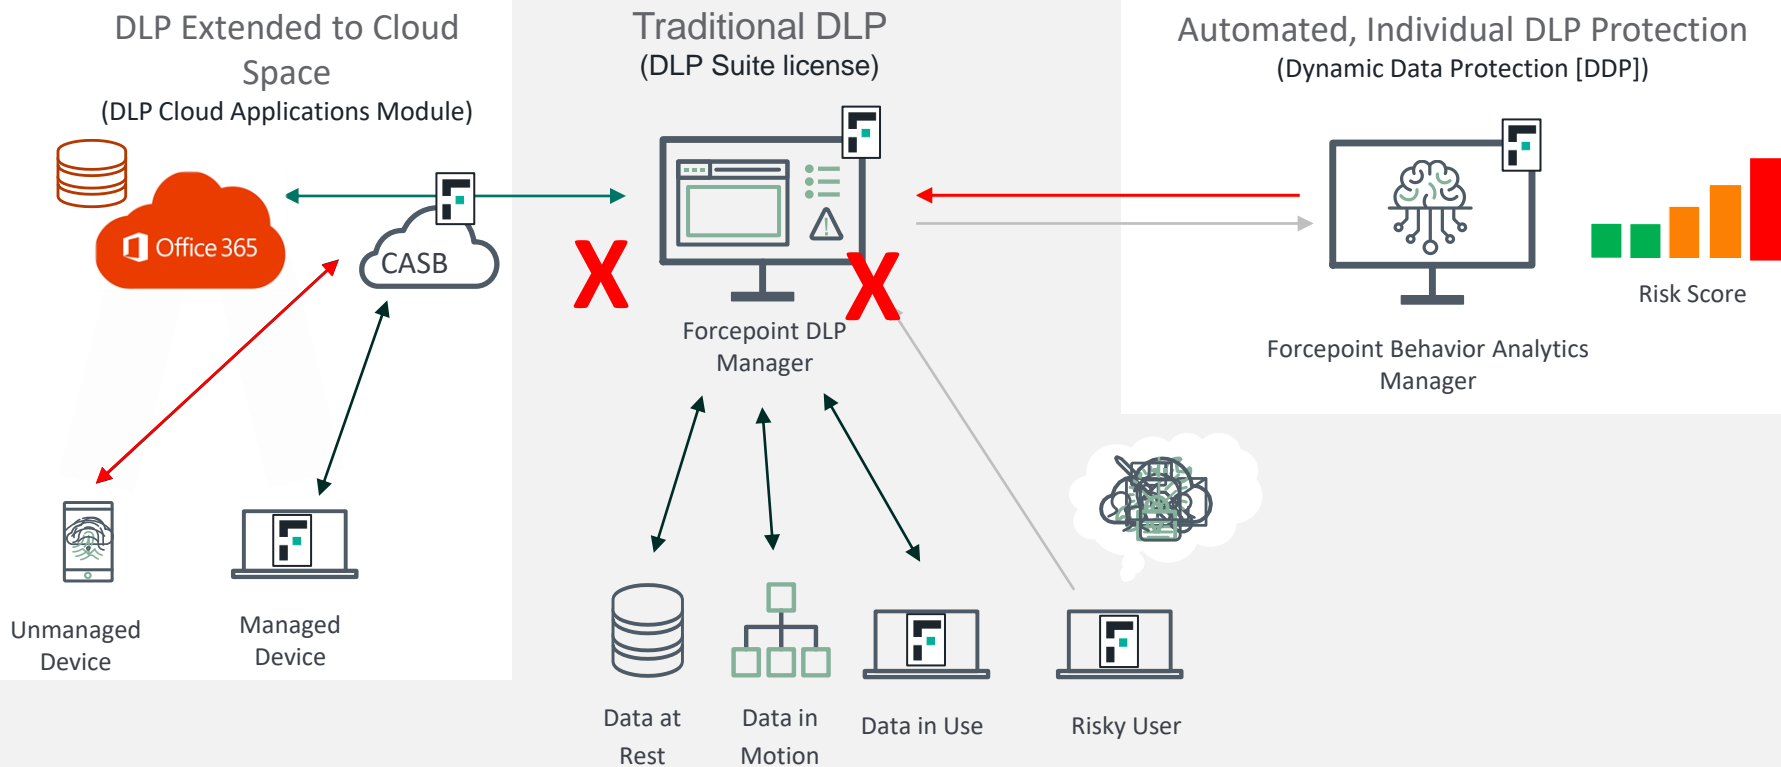 DLP Extended to Cloud
Space
(DLP Cloud Applications Module)
Office 365
CASB
Unmanaged
Device
Managed
Device
Traditional DLP
(DLP Suite license)
X
X
Forcepoint DLP
Manager
Data at
Rest
Data in
Motion
Data in Use
Risky User
Automated, Individual DLP Protection
(Dynamic Data Protection [DDP])
Risk Score
Forcepoint Behavior Analytics
Manager